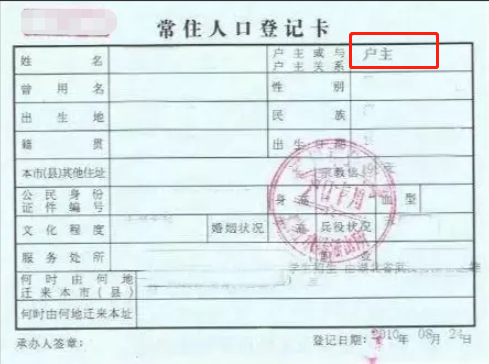 常住人口登记卡
姓 名 户主或与户主关系 户主
曾用名 性 别
出生地 民 族
籍 贯 出生日期
本市(县)其他住址 宗教信
公民身份证件编号 身 血型
文化程度 婚姻状况 兵役状况
服务处所
何时由何地迁来本市(县)
何时由何地迁来本址
承办人签章: 登记日期: 2010 年 08 月 24 日